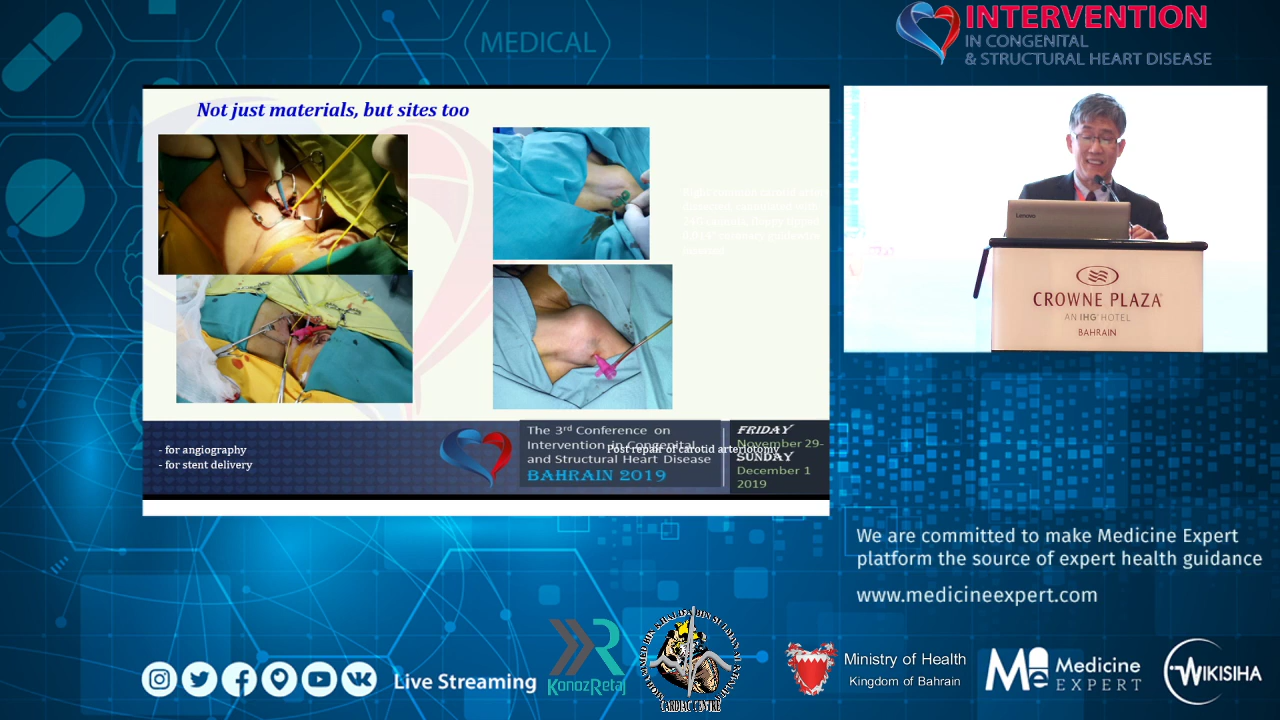 MEDICAL
INTERVENTION
IN CONGENITAL
& STRUCTURAL HEART DISEASE
Not just materials, but sites too
- for angiography
- for stent delivery
Post repair of carotid arteriotomy
The 3rd Conference on
Intervention in Congenital
and Structural Heart Disease
BAHRAIN 2019
FRIDAY
November 29-
SUNDAY
December 1
2019
Lenovo
CROWNE PLAZA
AN IHG HOTEL
BAHRAIN
We are committed to make Medicine Expert
platform the source of expert health guidance
www.medicineexpert.com
Live Streaming
KanozRetaj
CARDIAC CENTRE
Ministry of Health
Kingdom of Bahrain
Me Medicine
EXPERT
WIKISIHA